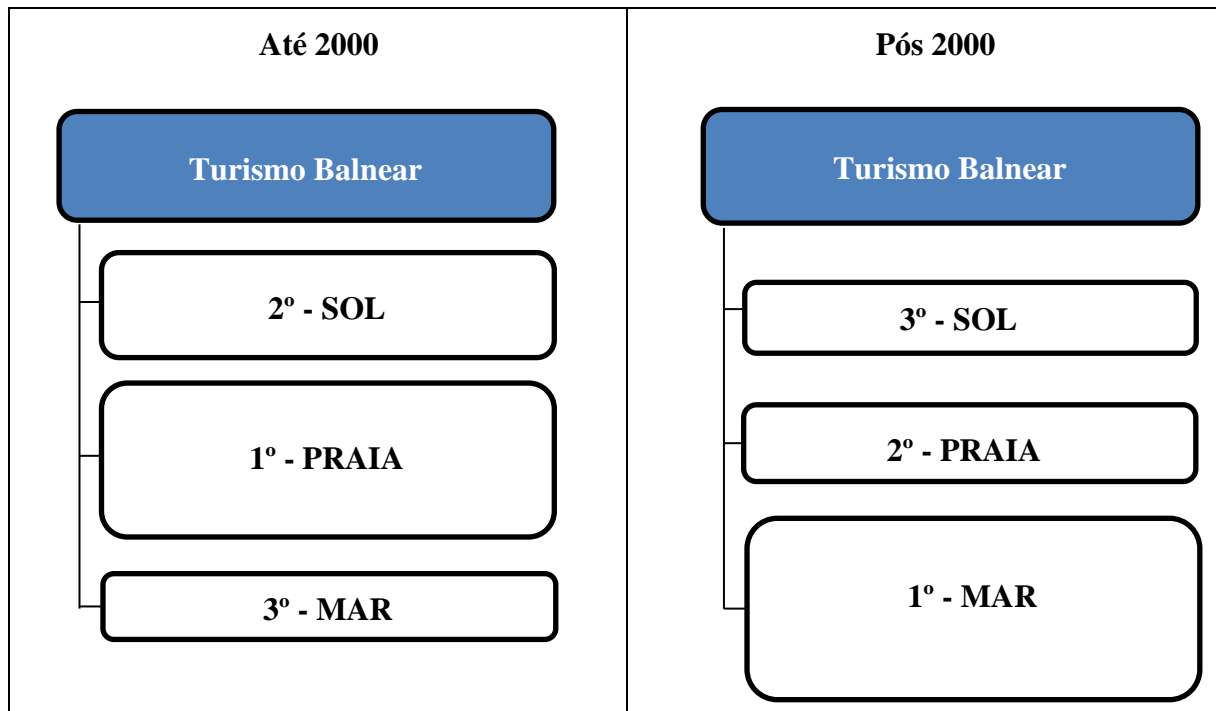 Até 2000
Turismo Balnear
2º - SOL
1º - PRAIA
3º - MAR
Pós 2000
Turismo Balnear
3º - SOL
2º - PRAIA
1º - MAR